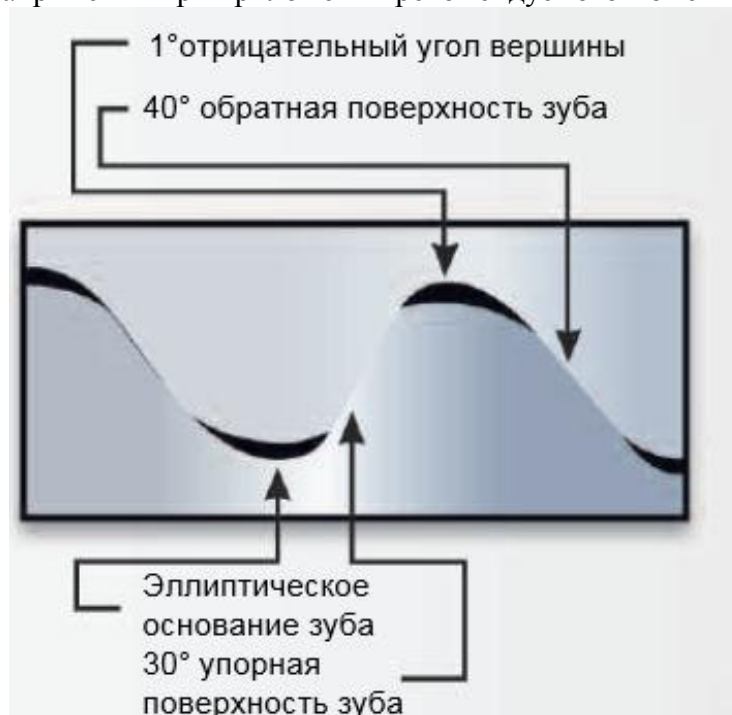 1°отрицательный угол вершины
40° обратная поверхность зуба
Эллиптическое
основание зуба
30° упорная
поверхность зуба